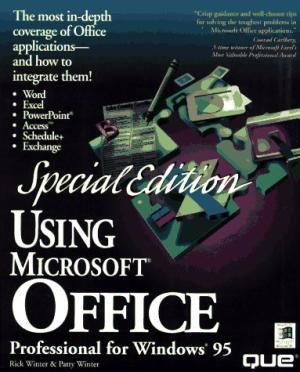 The most in-depth
coverage of Office
applications—
and how to
integrate them!
• Word
• Excel
• PowerPoint®
• Access™
• Schedule+
• Exchange
"Crisp guidance and well-chosen tips
for solving the toughest problems in
Microsoft Office applications."
Conrad Carlberg,
A time winner of Microsoft Excel's
Most Valuable Professional Award
Special Edition
USING
MICROSOFT®
OFFICE
Professional for Windows® 95
Rick Winter & Patty Winter
QUE®